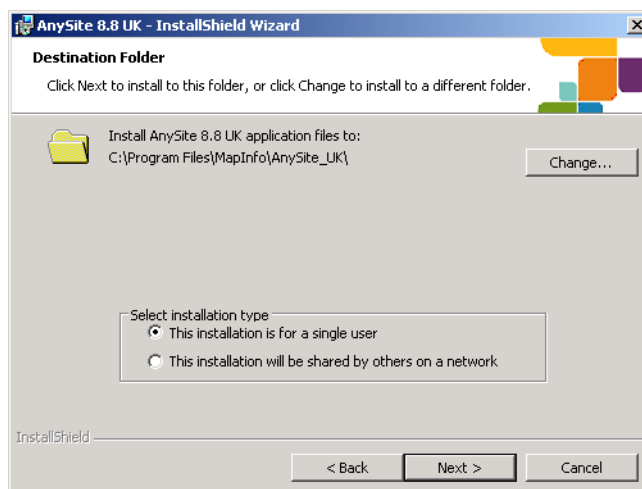 AnySite 8.8 UK - InstallShield Wizard
Destination Folder
Click Next to install to this folder, or click Change to install to a different folder.
Install AnySite 8.8 UK application files to:
C:\Program Files\MapInfo\AnySite_UK\
Change...
Select installation type
This installation is for a single user
This installation will be shared by others on a network
InstallShield
< Back
Next >
Cancel